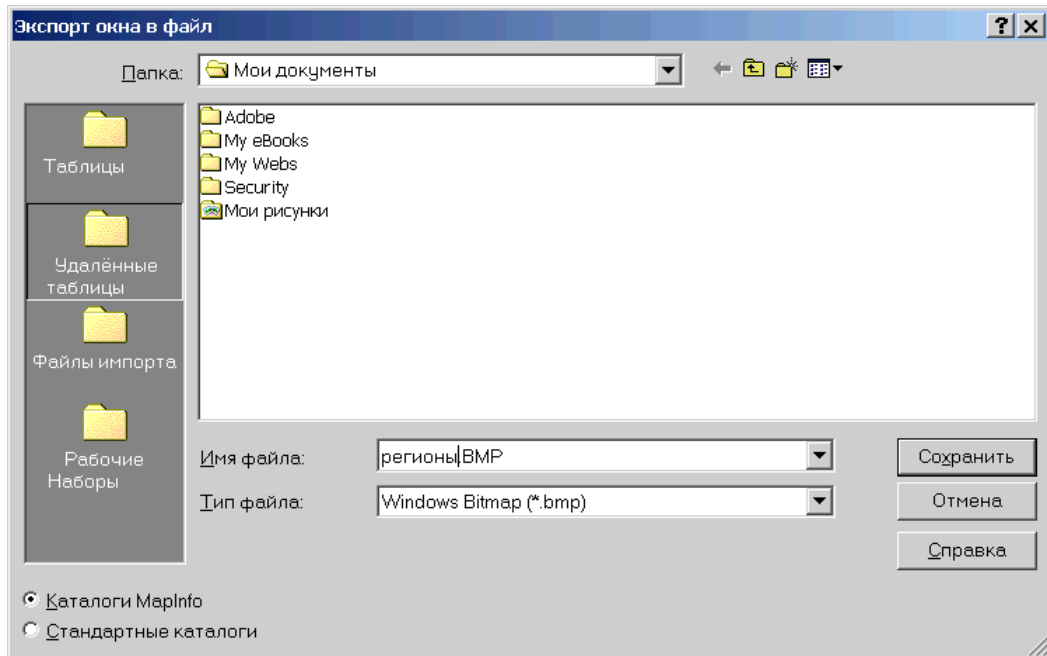 Экспорт окна в файл
Папка: Мои документы
Таблицы
Удалённые
таблицы
Файлы импорта
Рабочие
Наборы
Adobe
My eBooks
My Webs
Security
Мои рисунки
Имя файла: регионы.BMP
Сохранить
Тип файла: Windows Bitmap (*.bmp)
Отмена
Справка
Каталоги MapInfo
Стандартные каталоги